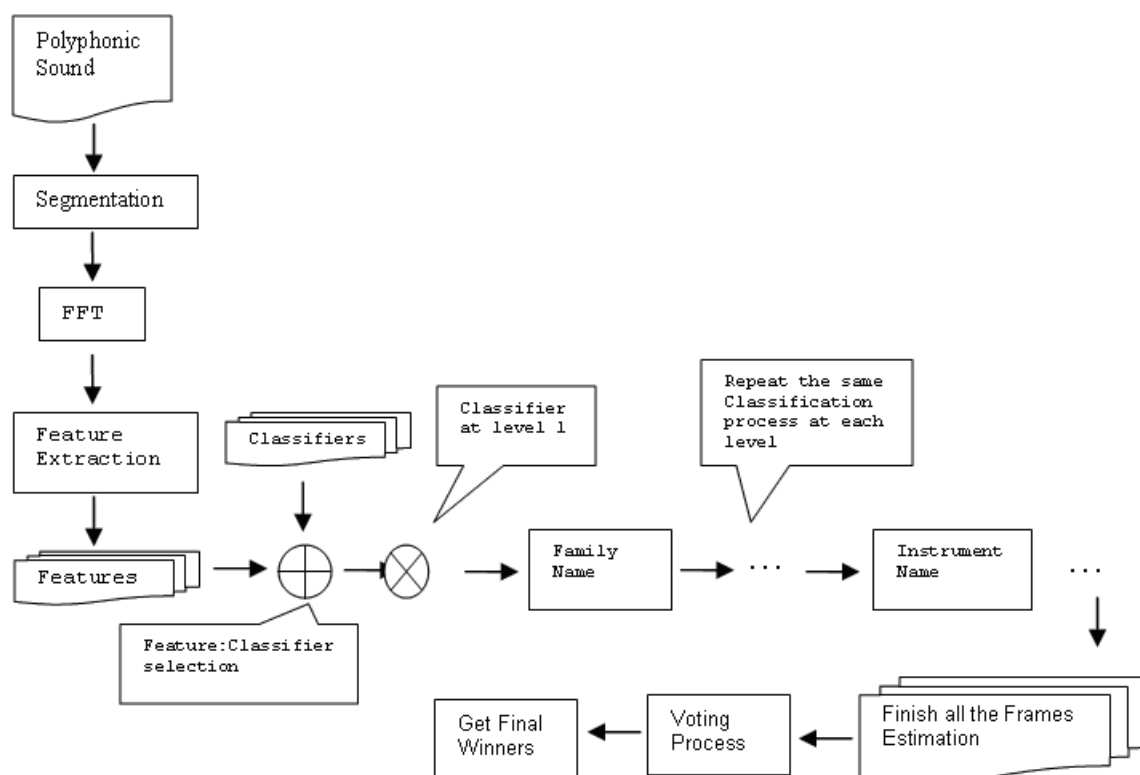 Polyphonic
Sound
Segmentation
FFT
Feature
Extraction
Features
Classifiers
Feature:Classifier
selection
Classifier
at level l
Family
Name
Repeat the same
Classification
process at each
level
...
Instrument
Name
...
Finish all the Frames
Estimation
Voting
Process
Get Final
Winners